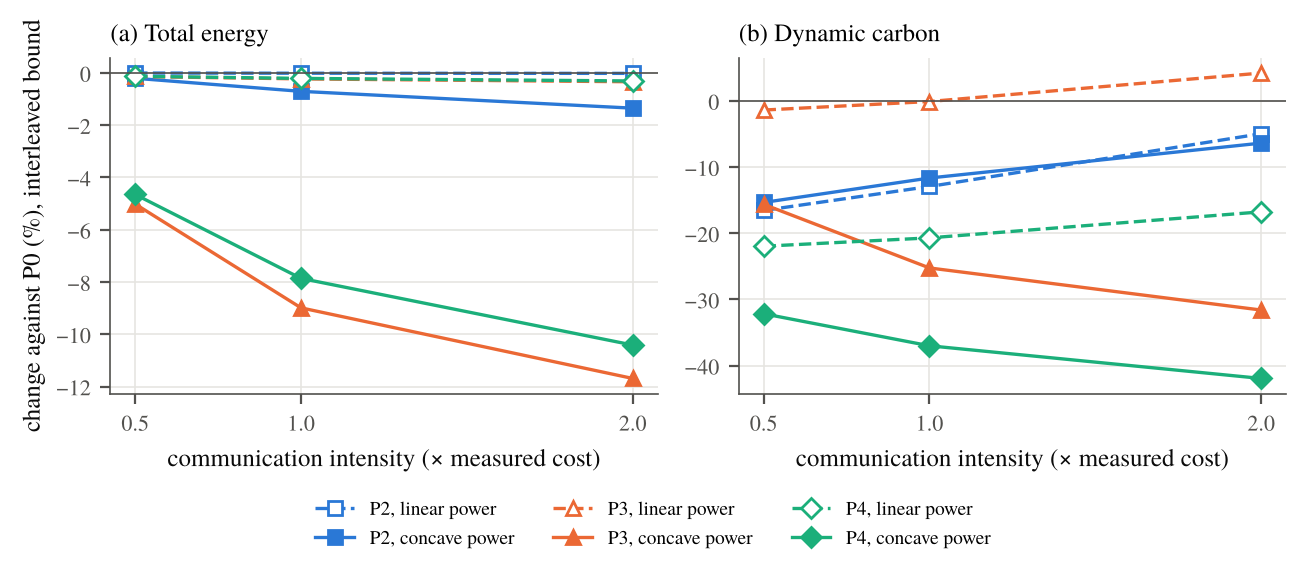 (a) Total energy
(b) Dynamic carbon
change against P0 (%), interleaved bound
0
−2
−4
−6
−8
−10
−12
0.5
1.0
2.0
communication intensity (× measured cost)
0
−10
−20
−30
−40
0.5
1.0
2.0
communication intensity (× measured cost)
P2, linear power
P3, linear power
P4, linear power
P2, concave power
P3, concave power
P4, concave power